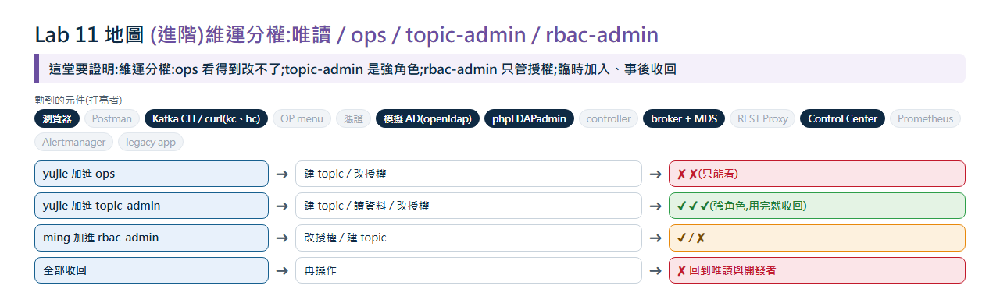 Lab 11 地圖 (進階)維運分權:唯讀 / ops / topic-admin / rbac-admin
這堂要證明:維運分權:ops 看得到改不了;topic-admin 是強角色;rbac-admin 只管授權;臨時加入、事後收回
動到的元件(打亮者)
瀏覽器 Postman Kafka CLI / curl(kc、hc) OP menu 憑證 模擬 AD(openldap) phpLDAPadmin controller broker + MDS REST Proxy Control Center Prometheus
Alertmanager legacy app
yujie 加進 ops → 建 topic / 改授權 → ✗ ✗(只能看)
yujie 加進 topic-admin → 建 topic / 讀資料 / 改授權 → ✓ ✓ ✓(強角色,用完就收回)
ming 加進 rbac-admin → 改授權 / 建 topic → ✓ / ✗
全部收回 → 再操作 → ✗ 回到唯讀與開發者